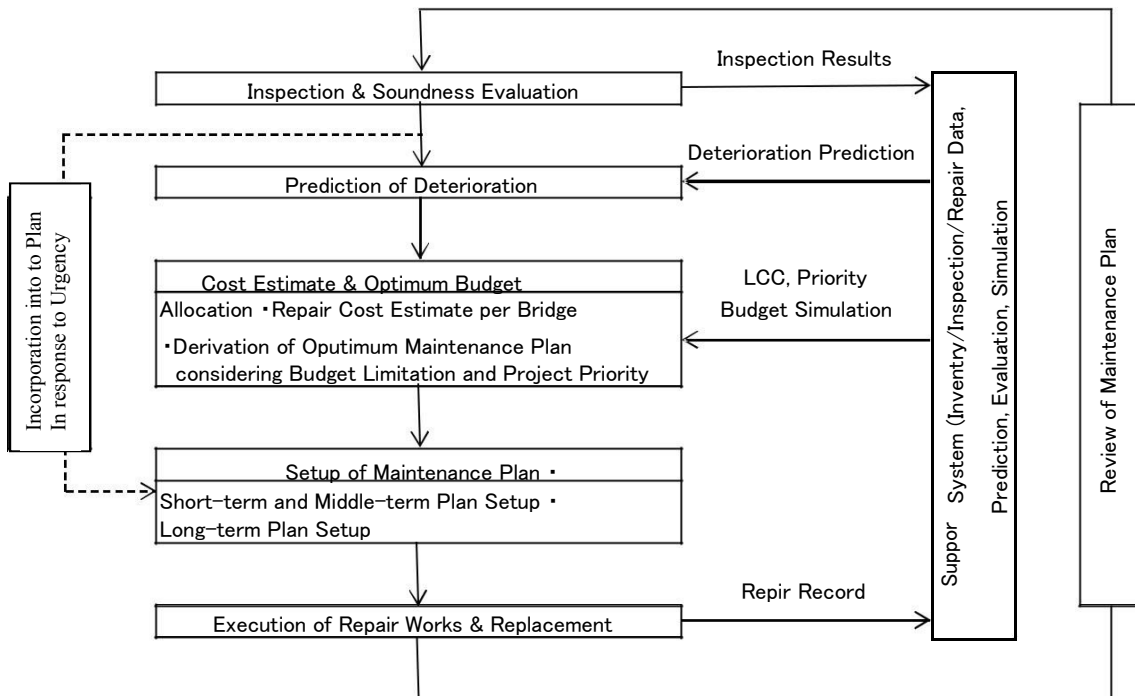 Inspection Results
Inspection & Soundness Evaluation
Deterioration Prediction
Prediction of Deterioration
Incorporation into to Plan
In response to Urgency
Cost Estimate & Optimum Budget
Allocation ・Repair Cost Estimate per Bridge
・Derivation of Oputimum Maintenance Plan
considering Budget Limitation and Project Priority
LCC, Priority
Budget Simulation
Setup of Maintenance Plan ・
Short-term and Middle-term Plan Setup ・
Long-term Plan Setup
Repir Record
Execution of Repair Works & Replacement
Suppor System (Inventry/Inspection/Repair Data,
Prediction, Evaluation, Simulation
Review of Maintenance Plan